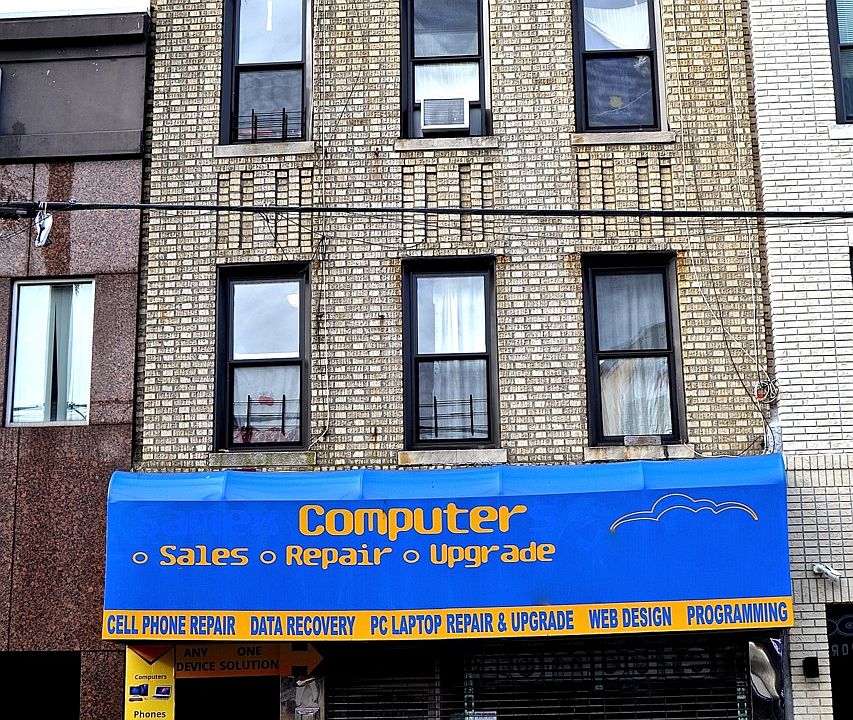 Computer
o Sales o Repair o Upgrade
CELL PHONE REPAIR DATA RECOVERY PC LAPTOP REPAIR & UPGRADE WEB DESIGN PROGRAMMING
ANY ONE
DEVICE SOLUTION
Computers
Phones